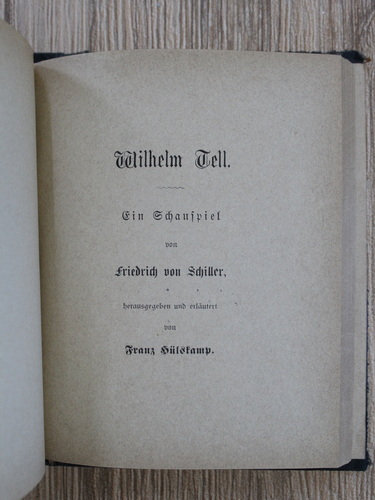 Wilhelm Tell.
Ein Schauspiel
von
Friedrich von Schiller,
herausgegeben und erläutert
von
Franz Hülskamp.